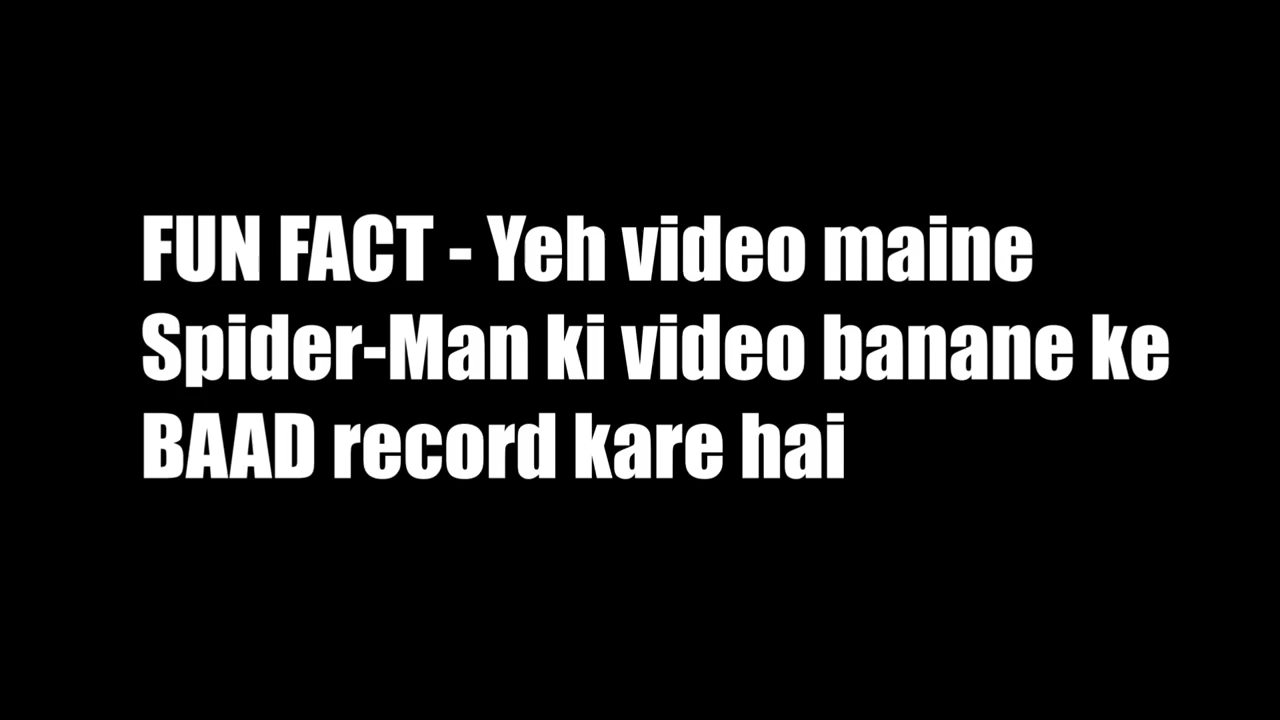 FUN FACT - Yeh video maine
Spider-Man ki video banane ke
BAAD record kare hai